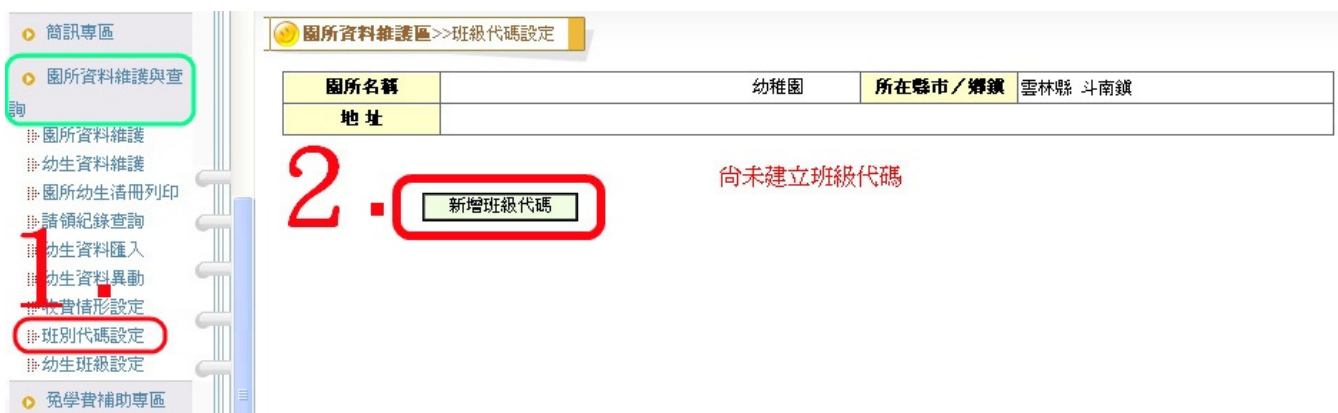 簡訊專區
園所資料維護與查
詢
園所資料維護
幼生資料維護
園所幼生清冊列印
請領紀錄查詢
幼生資料匯入
幼生資料異動
收費情形設定
班別代碼設定
幼生班級設定
免學費補助專區
1.
園所資料維護區>>班級代碼設定
園所名稱 幼稚園 所在縣市／鄉鎮 雲林縣 斗南鎮
地 址
尚未建立班級代碼
2.
新增班級代碼